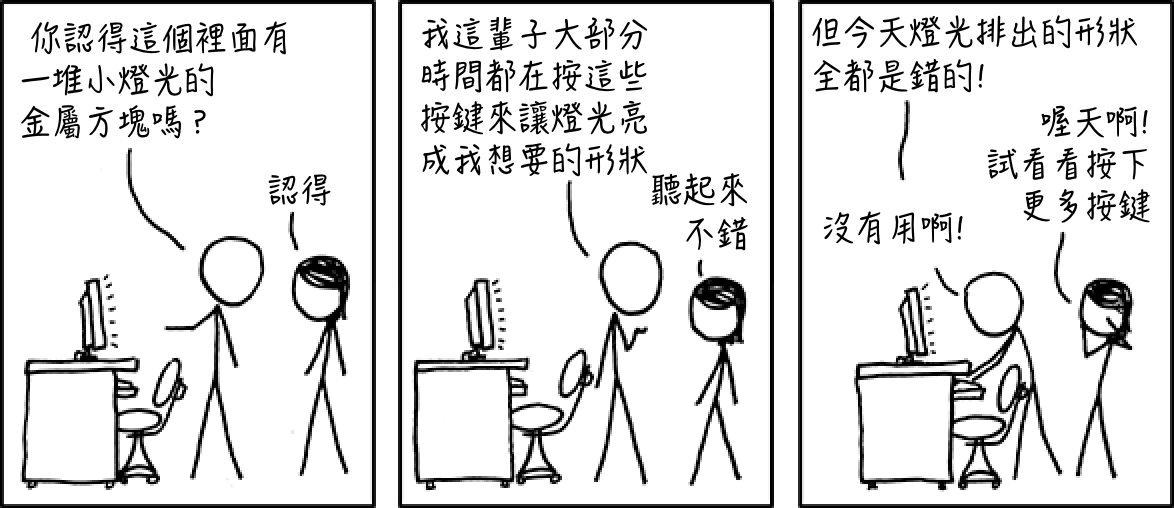 你認得這個裡面有
一堆小燈光的
金屬方塊嗎?
認得
我這輩子大部分
時間都在按這些
按鍵來讓燈光亮
成我想要的形狀
聽起來
不錯
但今天燈光排出的形狀
全都是錯的!
喔天啊!
試看看按下
更多按鍵
沒有用啊!